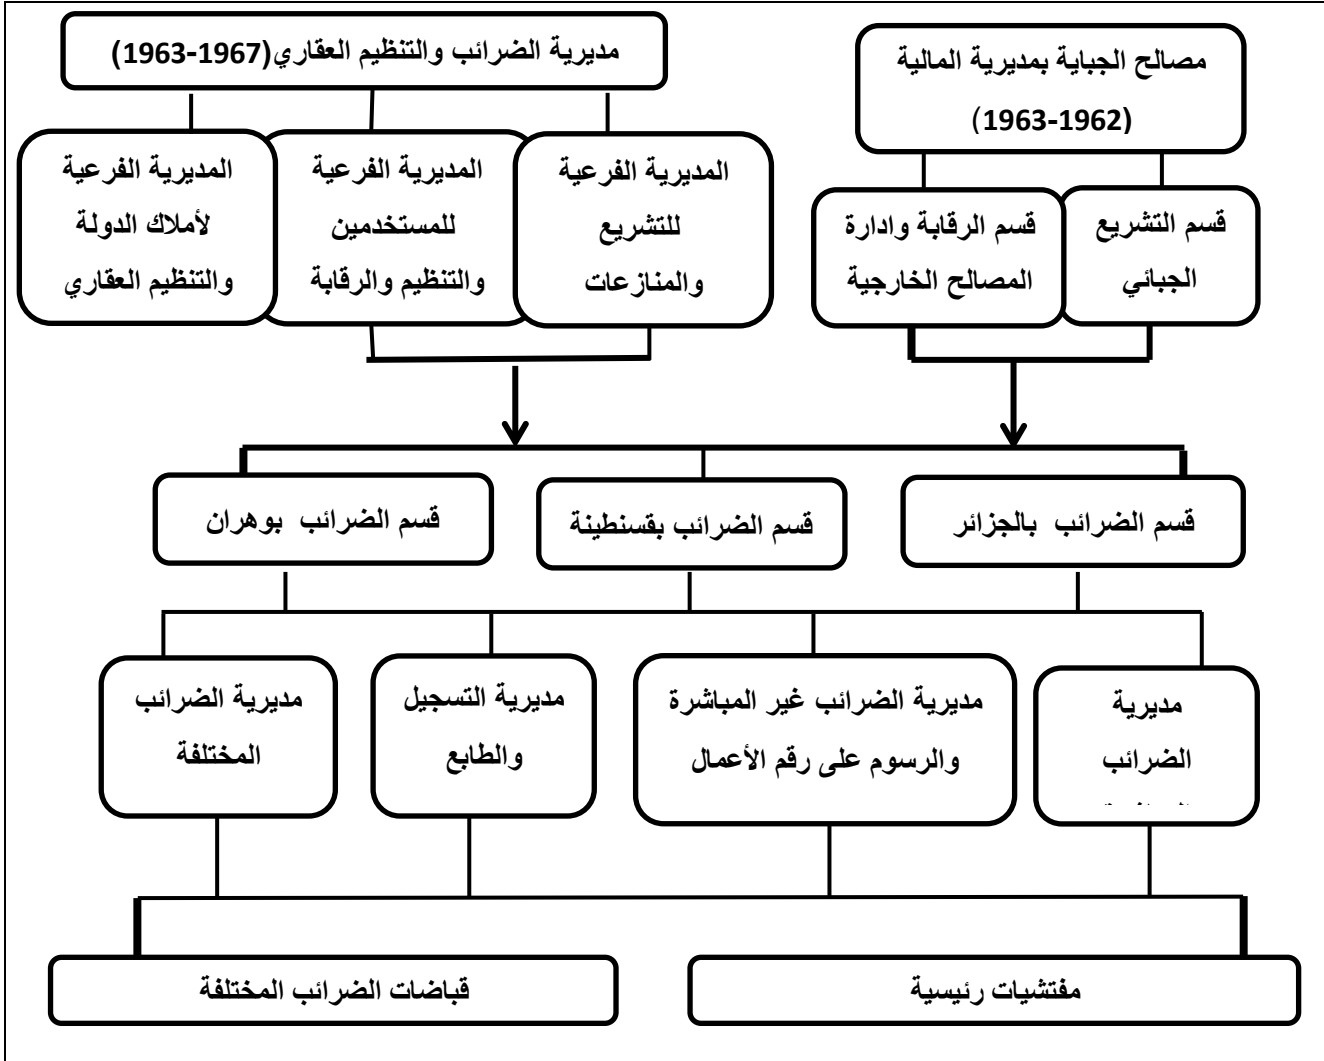 مصالح الجباية بمديرية المالية
(1963-1962)
مديرية الضرائب والتنظيم العقاري(1967-1963)
قسم التشريع
الجبائي
قسم الرقابة وادارة
المصالح الخارجية
المديرية الفرعية
للتشريع
والمنازعات
المديرية الفرعية
للمستخدمين
والتنظيم والرقابة
المديرية الفرعية
لأملاك الدولة
والتنظيم العقاري
قسم الضرائب بالجزائر
قسم الضرائب بقسنطينة
قسم الضرائب بوهران
مديرية
الضرائب
مديرية الضرائب غير المباشرة
والرسوم على رقم الأعمال
مديرية التسجيل
والطابع
مديرية الضرائب
المختلفة
مفتشيات رئيسية
قباضات الضرائب المختلفة